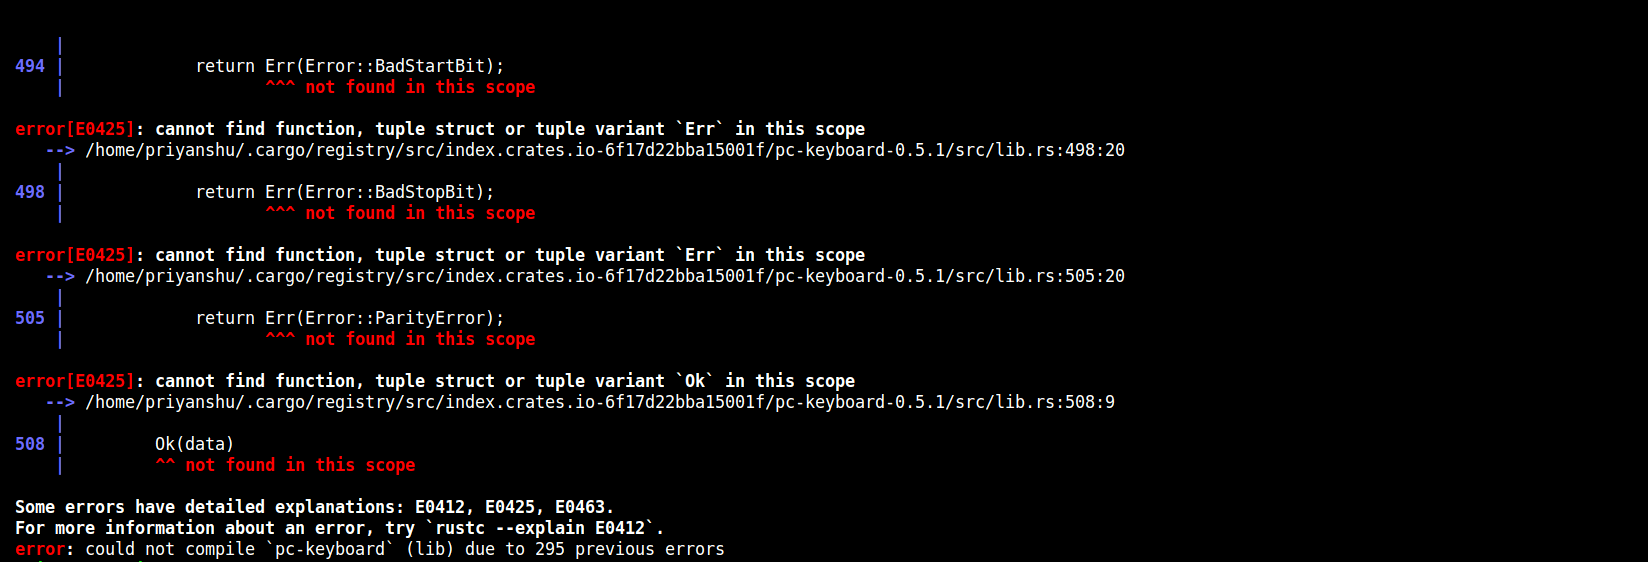 |
494 |             return Err(Error::BadStartBit);
    |                    ^^^ not found in this scope
error[E0425]: cannot find function, tuple struct or tuple variant `Err` in this scope
   --> /home/priyanshu/.cargo/registry/src/index.crates.io-6f17d22bba15001f/pc-keyboard-0.5.1/src/lib.rs:498:20
    |
498 |             return Err(Error::BadStopBit);
    |                    ^^^ not found in this scope
error[E0425]: cannot find function, tuple struct or tuple variant `Err` in this scope
   --> /home/priyanshu/.cargo/registry/src/index.crates.io-6f17d22bba15001f/pc-keyboard-0.5.1/src/lib.rs:505:20
    |
505 |             return Err(Error::ParityError);
    |                    ^^^ not found in this scope
error[E0425]: cannot find function, tuple struct or tuple variant `Ok` in this scope
   --> /home/priyanshu/.cargo/registry/src/index.crates.io-6f17d22bba15001f/pc-keyboard-0.5.1/src/lib.rs:508:9
    |
508 |         Ok(data)
    |         ^^ not found in this scope
Some errors have detailed explanations: E0412, E0425, E0463.
For more information about an error, try `rustc --explain E0412`.
error: could not compile `pc-keyboard` (lib) due to 295 previous errors